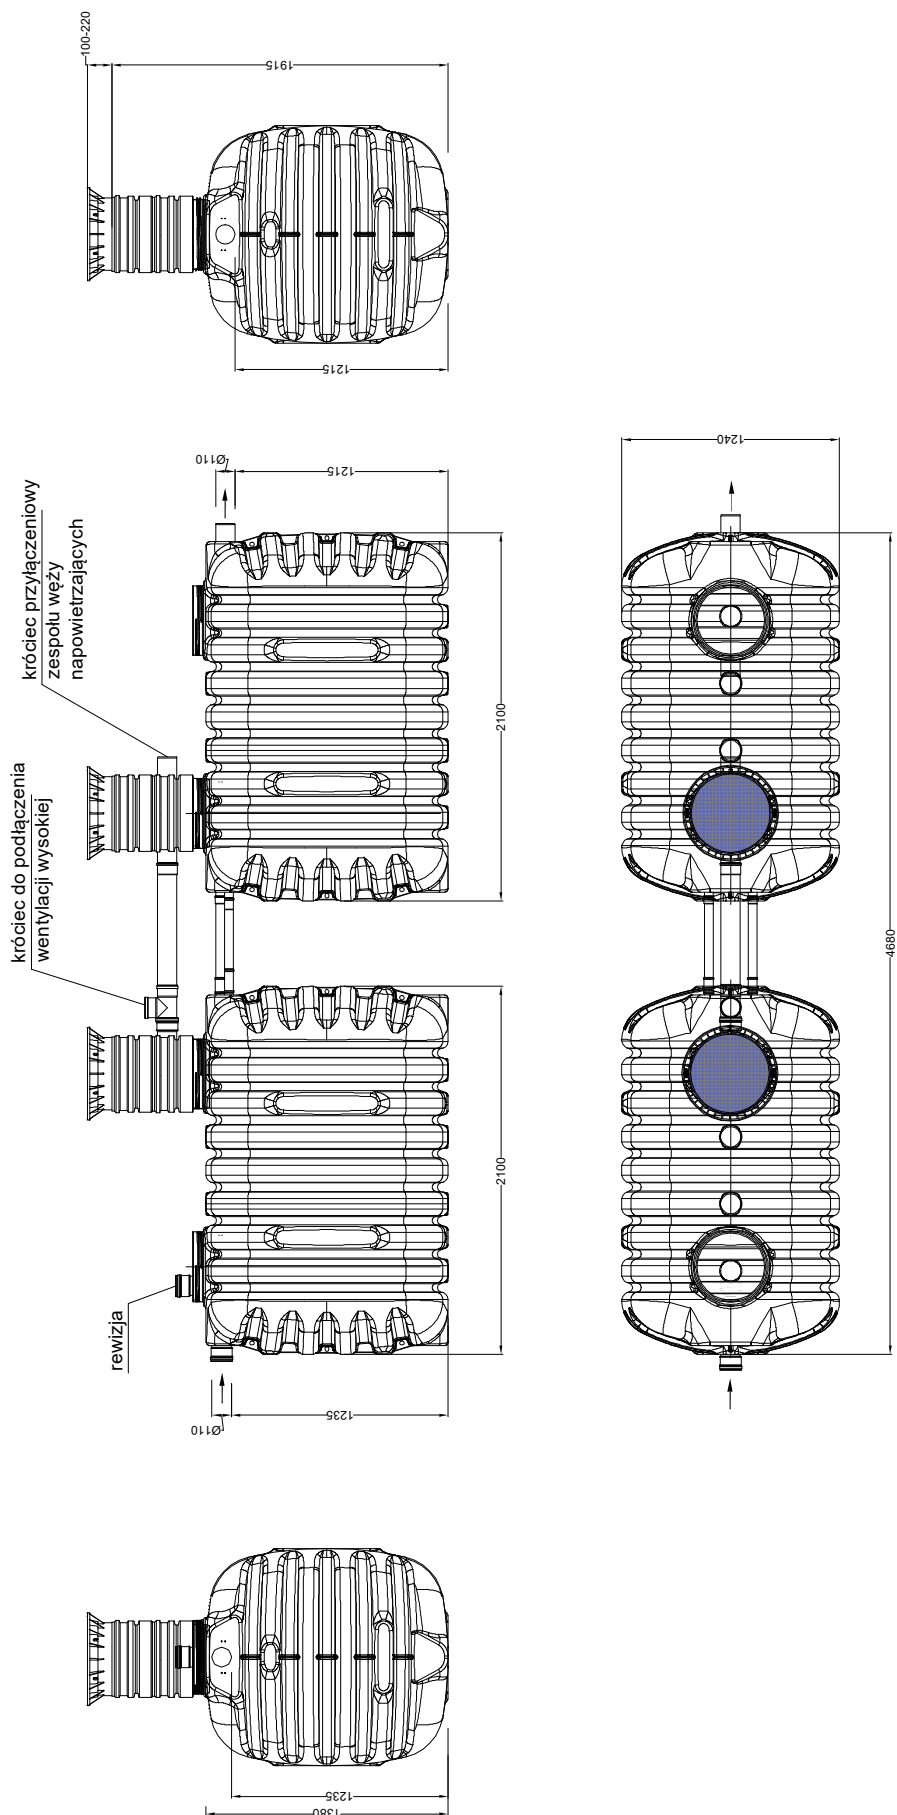 100-220
1915
1215
króciec przyłączeniowy
zespołu węży
napowietrzających
króciec do podłączenia
wentylacji wysokiej
Ø110
1215
1240
2100
4680
2100
rewizja
Ø110
1235
1235
1380